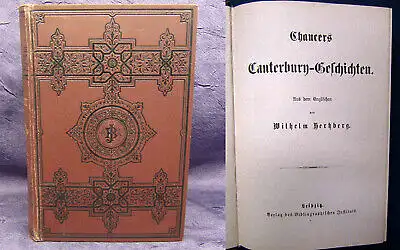 Chaucers
Canterbury-Geschichten.
Aus dem Englischen
von
Wilhelm Hertzberg.
Leipzig.
Verlag des Bibliographischen Instituts.